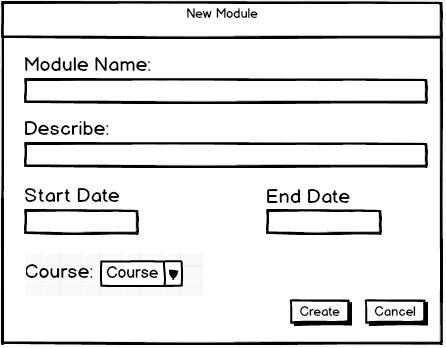 New Module
Module Name:
Describe:
Start Date End Date
Course: Course
Create Cancel